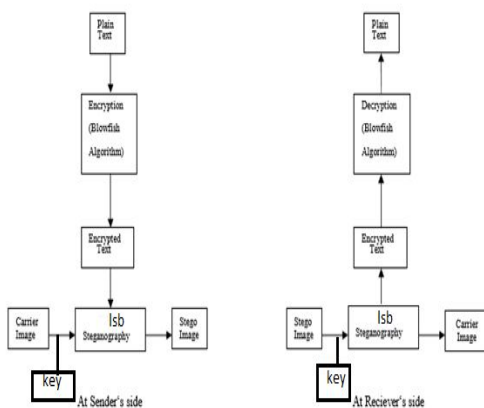 Plain
Text
Encryption
(Blowfish
Algorithm)
Encrypted
Text
Carrier
Image
lsb
Steganography
Stego
Image
key
At Sender's side
Plain
Text
Decryption
(Blowfish
Algorithm)
Encrypted
Text
Stego
Image
lsb
Steganography
Carrier
Image
key
At Reciever's side